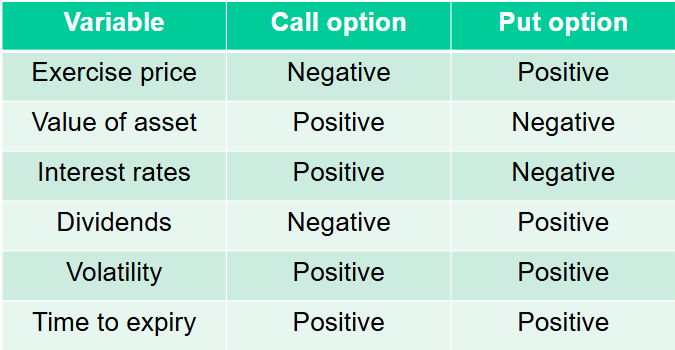 Variable Call option Put option
Exercise price Negative Positive
Value of asset Positive Negative
Interest rates Positive Negative
Dividends Negative Positive
Volatility Positive Positive
Time to expiry Positive Positive